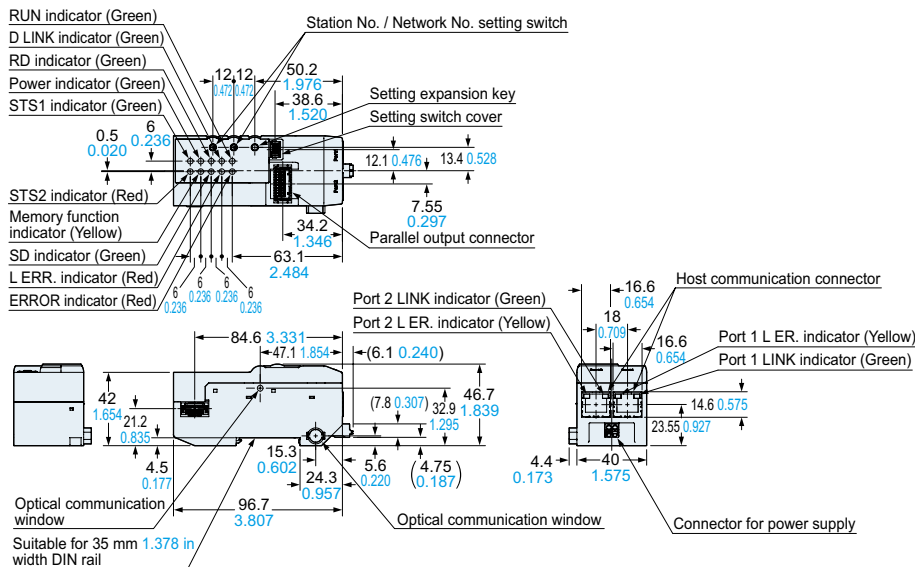 RUN indicator (Green)
D LINK indicator (Green)
RD indicator (Green)
Power indicator (Green)
STS1 indicator (Green)
Station No. / Network No. setting switch
12 12
0.472 0.472
50.2
1.976
38.6
1.520
Setting expansion key
Setting switch cover
0.5
0.020
6
0.236
12.1 0.476
13.4 0.528
7.55
0.297
STS2 indicator (Red)
Memory function
indicator (Yellow)
SD indicator (Green)
L ERR. indicator (Red)
ERROR indicator (Red)
34.2
1.346
Parallel output connector
63.1
2.484
6 6 6 6
0.236 0.236 0.236 0.236
16.6
0.654
Host communication connector
Port 2 LINK indicator (Green)
Port 2 L ER. indicator (Yellow)
18
0.709
16.6
0.654
Port 1 L ER. indicator (Yellow)
Port 1 LINK indicator (Green)
84.6 3.331
47.1 1.854
(6.1 0.240)
42
1.654
21.2
0.835
4.5
0.177
(7.8 0.307)
32.9
1.295
46.7
1.839
15.3
0.602
24.3
0.957
5.6
0.220
(4.75
0.187)
96.7
3.807
14.6 0.575
23.55 0.927
4.4
0.173
40
1.575
Optical communication
window
Optical communication window
Connector for power supply
Suitable for 35 mm 1.378 in
width DIN rail